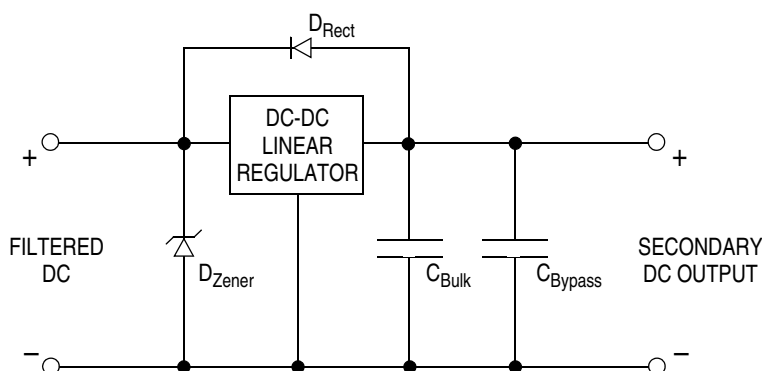 D_Rect
DC-DC
LINEAR
REGULATOR
+
+
FILTERED
DC
D_Zener
C_Bulk
C_Bypass
SECONDARY
DC OUTPUT
−
−